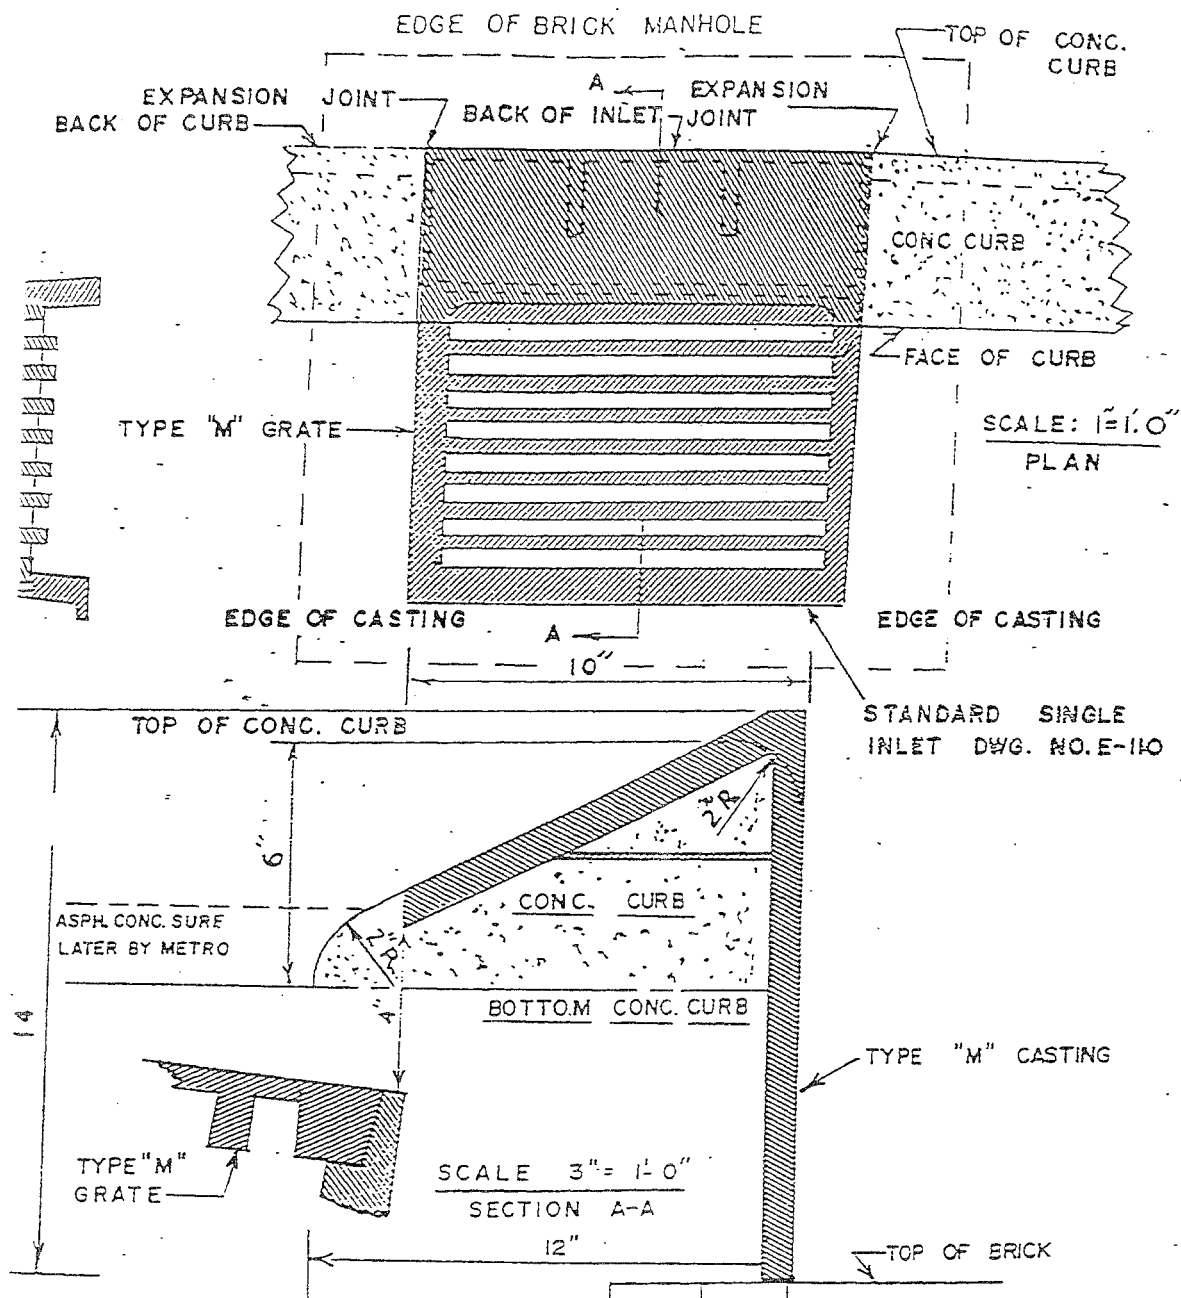 EDGE OF BRICK MANHOLE
TOP OF CONC.
CURB
A
EXPANSION JOINT
EXPANSION
JOINT
BACK OF CURB
BACK OF INLET
CONC CURB
FACE OF CURB
TYPE "M" GRATE
SCALE: 1"=1'.0"
PLAN
EDGE OF CASTING
A
EDGE OF CASTING
10"
STANDARD SINGLE
INLET DWG. NO. E-110
TOP OF CONC. CURB
2"R
6"
CONC. CURB
ASPH. CONC. SURE
LATER BY METRO
2"R
4"
BOTTOM CONC. CURB
14
TYPE "M" CASTING
TYPE "M"
GRATE
SCALE 3"= 1'-0"
SECTION A-A
12"
TOP OF BRICK